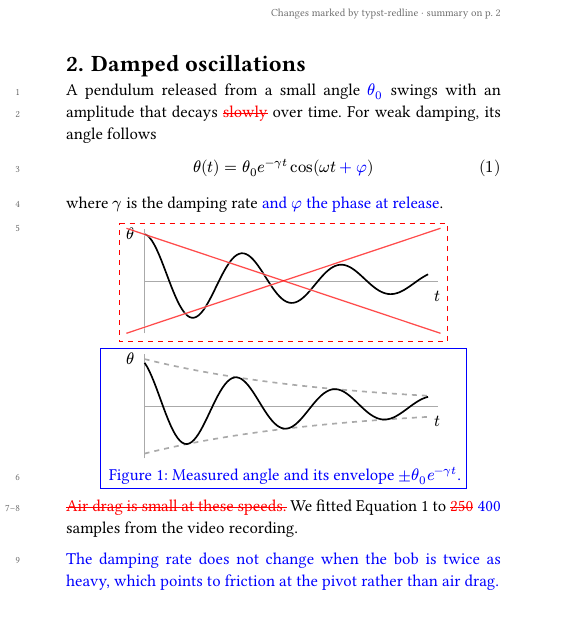 Changes marked by typst-redline · summary on p. 2
2. Damped oscillations
1 A pendulum released from a small angle θ₀ swings with an
2 amplitude that decays slowly over time. For weak damping, its
angle follows
3 θ(t) = θ₀e^{−γt} cos(ωt + φ) (1)
4 where γ is the damping rate and φ the phase at release.
5
θ
t
θ
t
6 Figure 1: Measured angle and its envelope ±θ₀e^{−γt}.
7–8 Air drag is small at these speeds. We fitted Equation 1 to 250 400
samples from the video recording.
9 The damping rate does not change when the bob is twice as
heavy, which points to friction at the pivot rather than air drag.